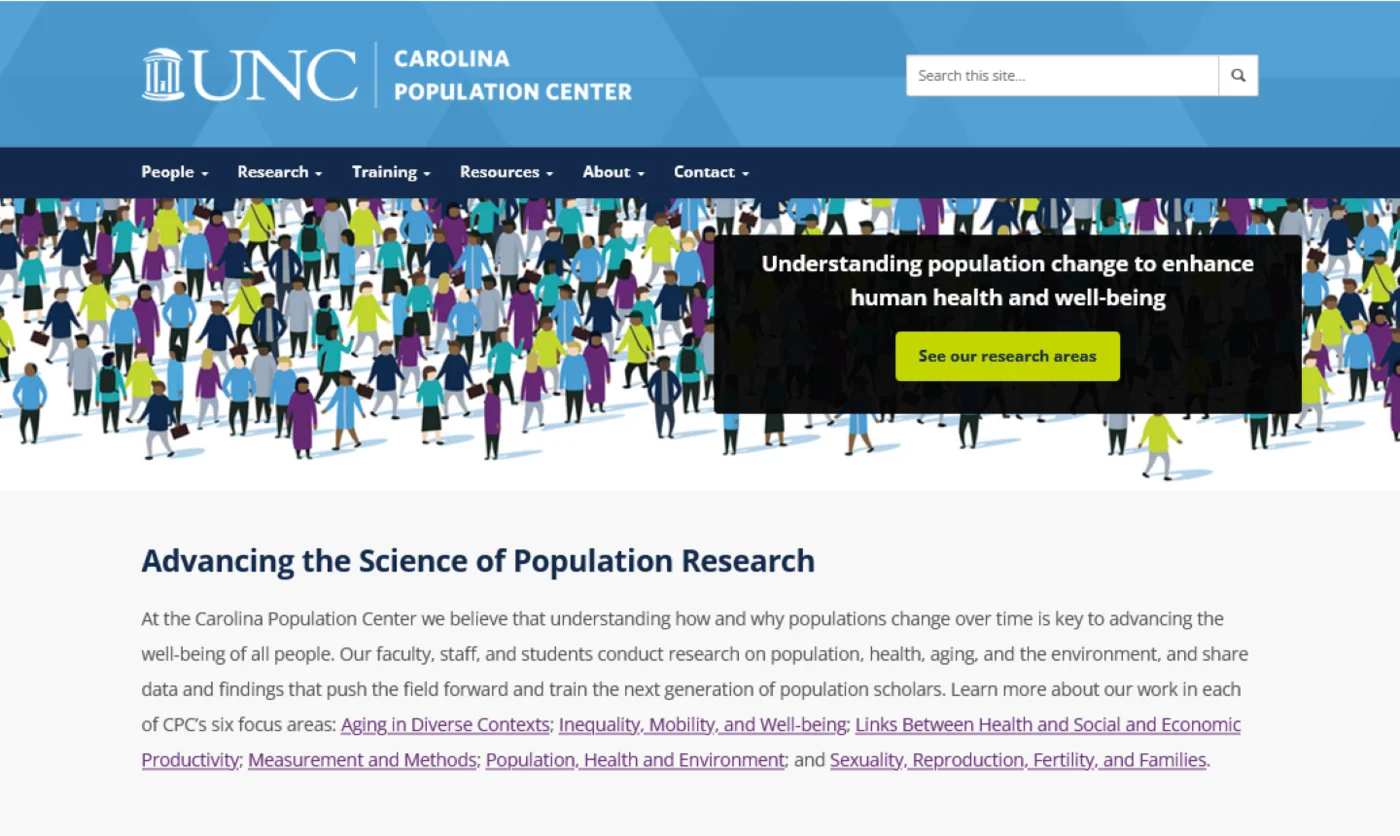 UNC
CAROLINA
POPULATION CENTER
Search this site...
People Research Training Resources About Contact
Understanding population change to enhance
human health and well-being
See our research areas
Advancing the Science of Population Research
At the Carolina Population Center we believe that understanding how and why populations change over time is key to advancing the
well-being of all people. Our faculty, staff, and students conduct research on population, health, aging, and the environment, and share
data and findings that push the field forward and train the next generation of population scholars. Learn more about our work in each
of CPC’s six focus areas: Aging in Diverse Contexts; Inequality, Mobility, and Well-being; Links Between Health and Social and Economic
Productivity; Measurement and Methods; Population, Health and Environment; and Sexuality, Reproduction, Fertility, and Families.